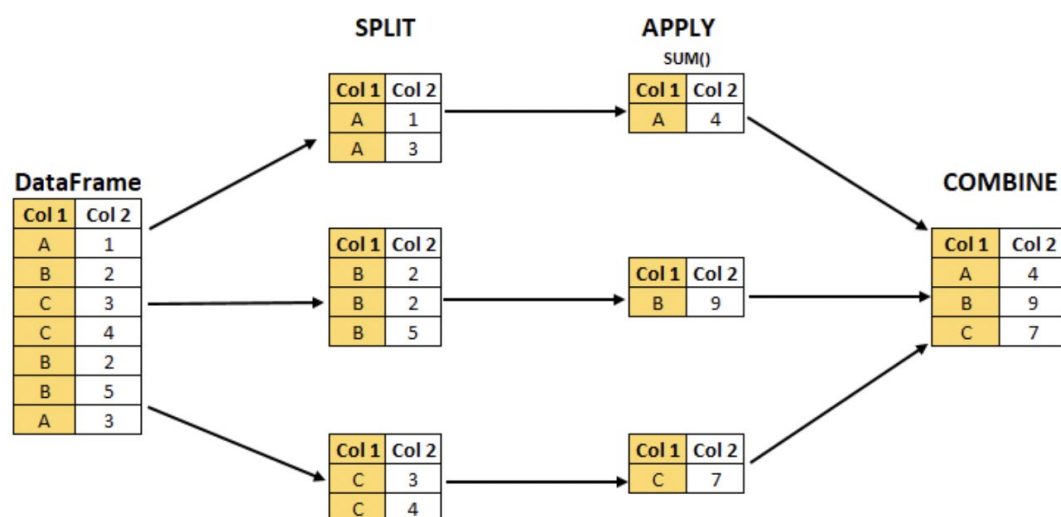 SPLIT
APPLY
SUM()
Col 1 Col 2
A 1
A 3
Col 1 Col 2
A 4
DataFrame
Col 1 Col 2
A 1
B 2
C 3
C 4
B 2
B 5
A 3
Col 1 Col 2
B 2
B 2
B 5
Col 1 Col 2
B 9
COMBINE
Col 1 Col 2
A 4
B 9
C 7
Col 1 Col 2
C 3
C 4
Col 1 Col 2
C 7